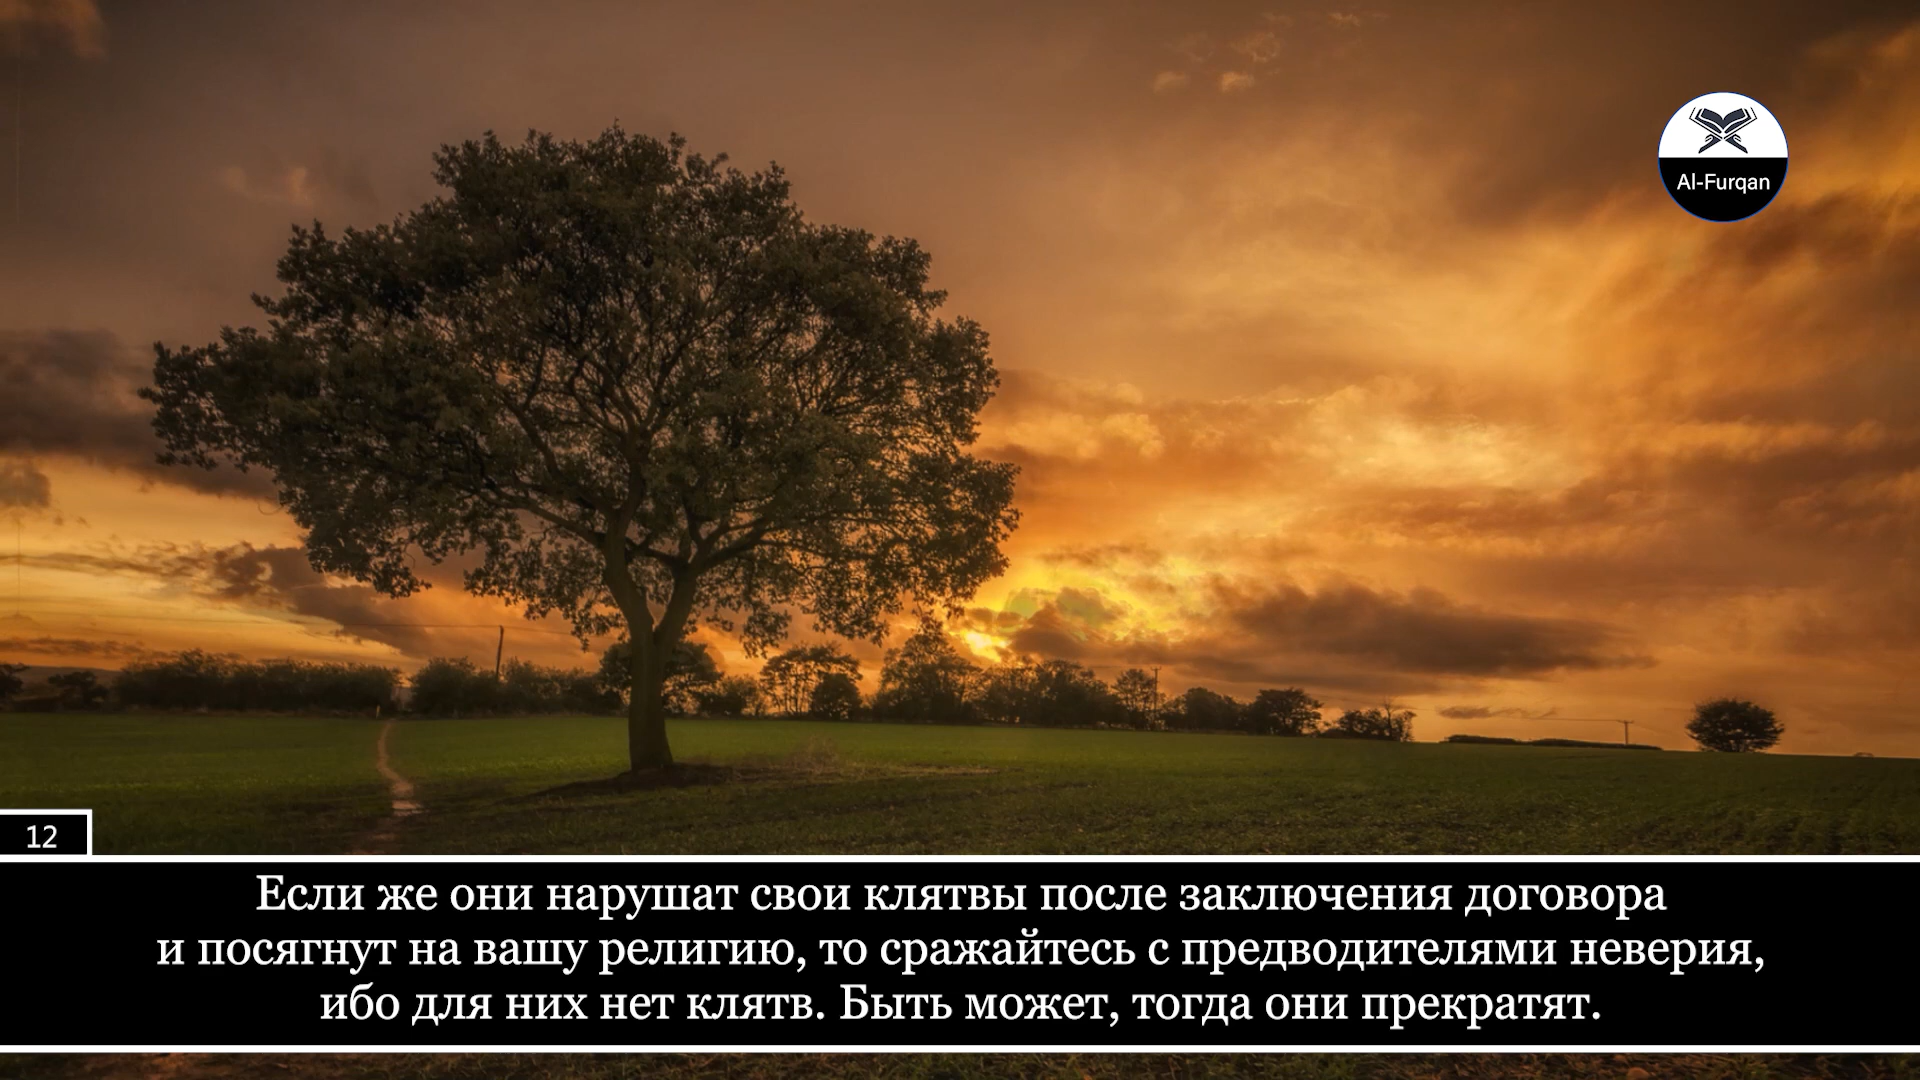 Al-Furqan
12
Если же они нарушат свои клятвы после заключения договора
и посягнут на вашу религию, то сражайтесь с предводителями неверия,
ибо для них нет клятв. Быть может, тогда они прекратят.